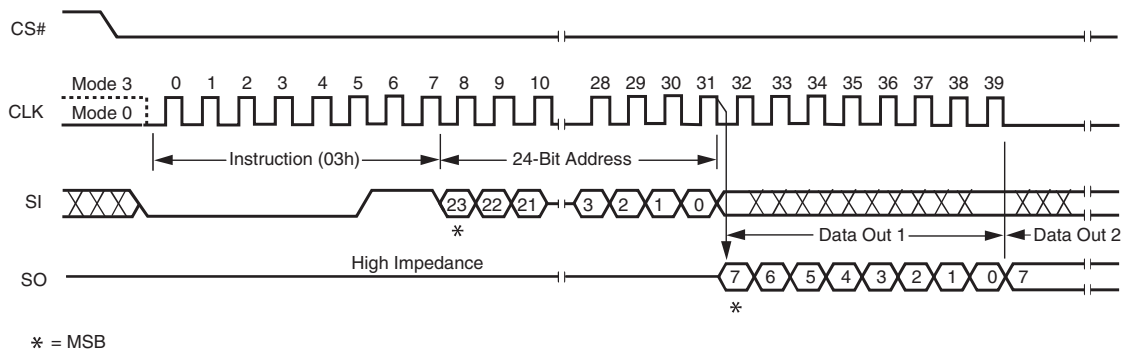 CS#
Mode 3 0 1 2 3 4 5 6 7 8 9 10 28 29 30 31 32 33 34 35 36 37 38 39
CLK Mode 0
Instruction (03h) 24-Bit Address
SI 23 22 21 3 2 1 0
*
Data Out 1 Data Out 2
High Impedance
SO 7 6 5 4 3 2 1 0 7
*
* = MSB